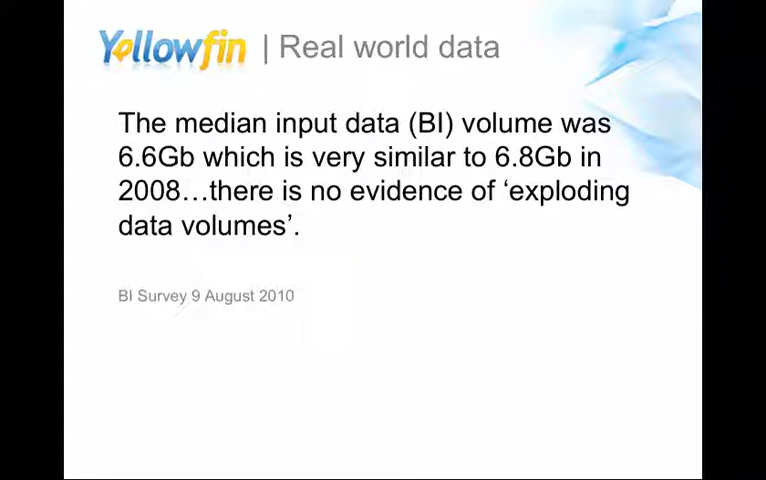 Yellowfin | Real world data
The median input data (BI) volume was
6.6Gb which is very similar to 6.8Gb in
2008…there is no evidence of ‘exploding
data volumes’.
BI Survey 9 August 2010